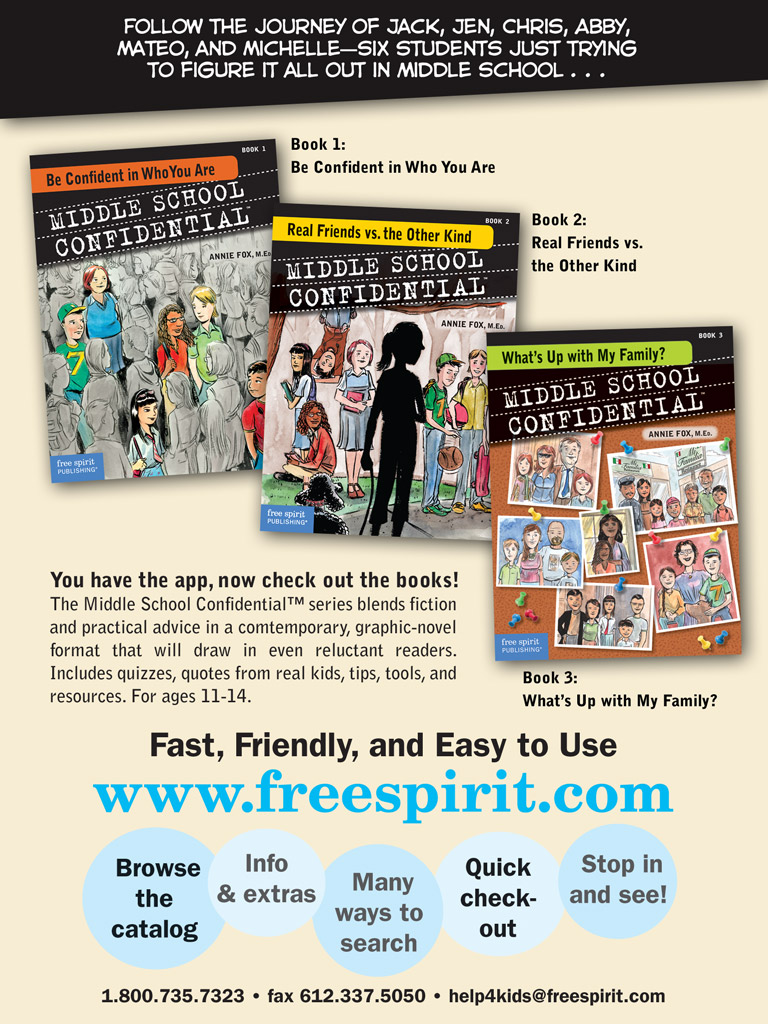 FOLLOW THE JOURNEY OF JACK, JEN, CHRIS, ABBY,
MATEO, AND MICHELLE—SIX STUDENTS JUST TRYING
TO FIGURE IT ALL OUT IN MIDDLE SCHOOL . . .
Book 1:
Be Confident in Who You Are
BOOK 1
Be Confident in Who You Are
MIDDLE SCHOOL
CONFIDENTIAL
ANNIE FOX, M.Ed.
7
free spirit
PUBLISHING®
Book 2:
Real Friends vs.
the Other Kind
BOOK 2
Real Friends vs. the Other Kind
MIDDLE SCHOOL
CONFIDENTIAL
ANNIE FOX, M.Ed.
free spirit
PUBLISHING®
BOOK 3
What's Up with My Family?
MIDDLE SCHOOL
CONFIDENTIAL
ANNIE FOX, M.Ed.
7
free spirit
PUBLISHING®
Book 3:
What's Up with My Family?
You have the app, now check out the books!
The Middle School Confidential™ series blends fiction
and practical advice in a comtemporary, graphic-novel
format that will draw in even reluctant readers.
Includes quizzes, quotes from real kids, tips, tools, and
resources. For ages 11-14.
Fast, Friendly, and Easy to Use
www.freespirit.com
Browse
the
catalog
Info
& extras
Many
ways to
search
Quick
check-
out
Stop in
and see!
1.800.735.7323 • fax 612.337.5050 • help4kids@freespirit.com